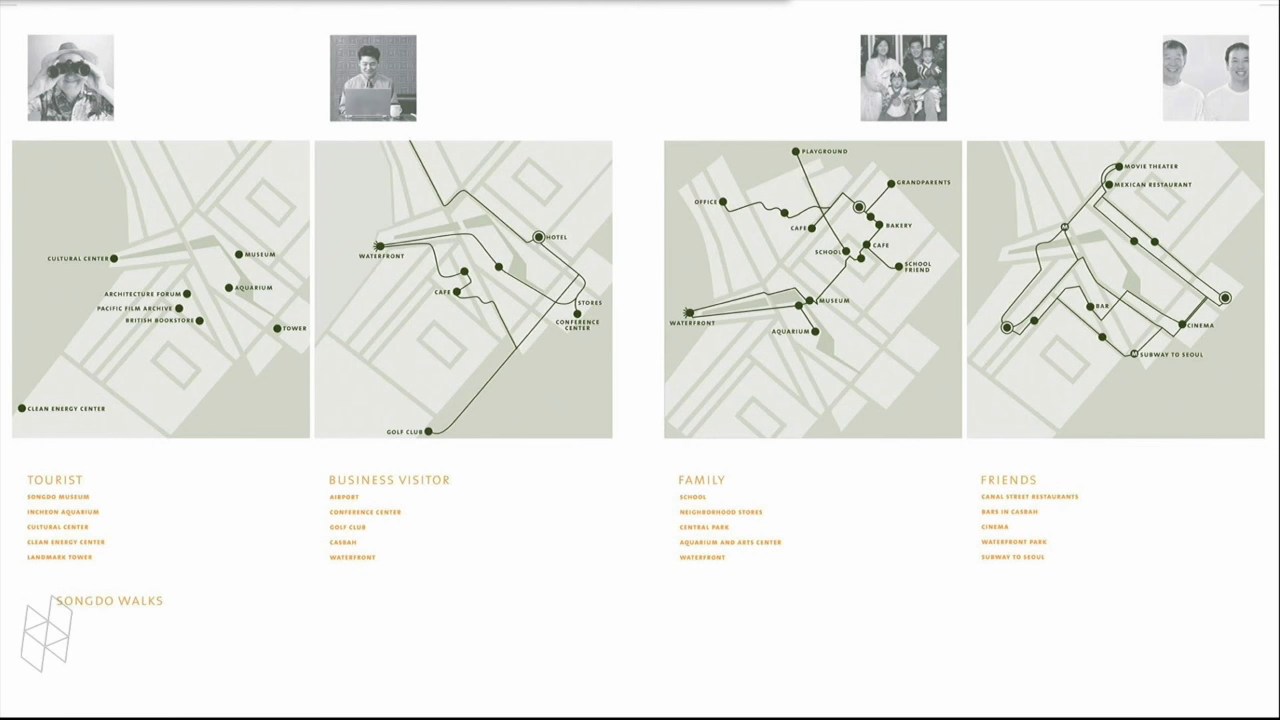 CULTURAL CENTER
MUSEUM
AQUARIUM
ARCHITECTURE FORUM
PACIFIC FILM ARCHIVE
BRITISH BOOKSTORE
TOWER
CLEAN ENERGY CENTER
HOTEL
WATERFRONT
CAFE
STORES
CONFERENCE
CENTER
GOLF CLUB
PLAYGROUND
GRANDPARENTS
OFFICE
CAFE
BAKERY
CAFE
SCHOOL
SCHOOL
FRIEND
MUSEUM
WATERFRONT
AQUARIUM
MOVIE THEATER
MEXICAN RESTAURANT
M
BAR
CINEMA
M SUBWAY TO SEOUL
TOURIST
SONGDO MUSEUM
INCHEON AQUARIUM
CULTURAL CENTER
CLEAN ENERGY CENTER
LANDMARK TOWER
BUSINESS VISITOR
AIRPORT
CONFERENCE CENTER
GOLF CLUB
CASBAH
WATERFRONT
FAMILY
SCHOOL
NEIGHBORHOOD STORES
CENTRAL PARK
AQUARIUM AND ARTS CENTER
WATERFRONT
FRIENDS
CANAL STREET RESTAURANTS
BARS IN CASBAH
CINEMA
WATERFRONT PARK
SUBWAY TO SEOUL
SONGDO WALKS